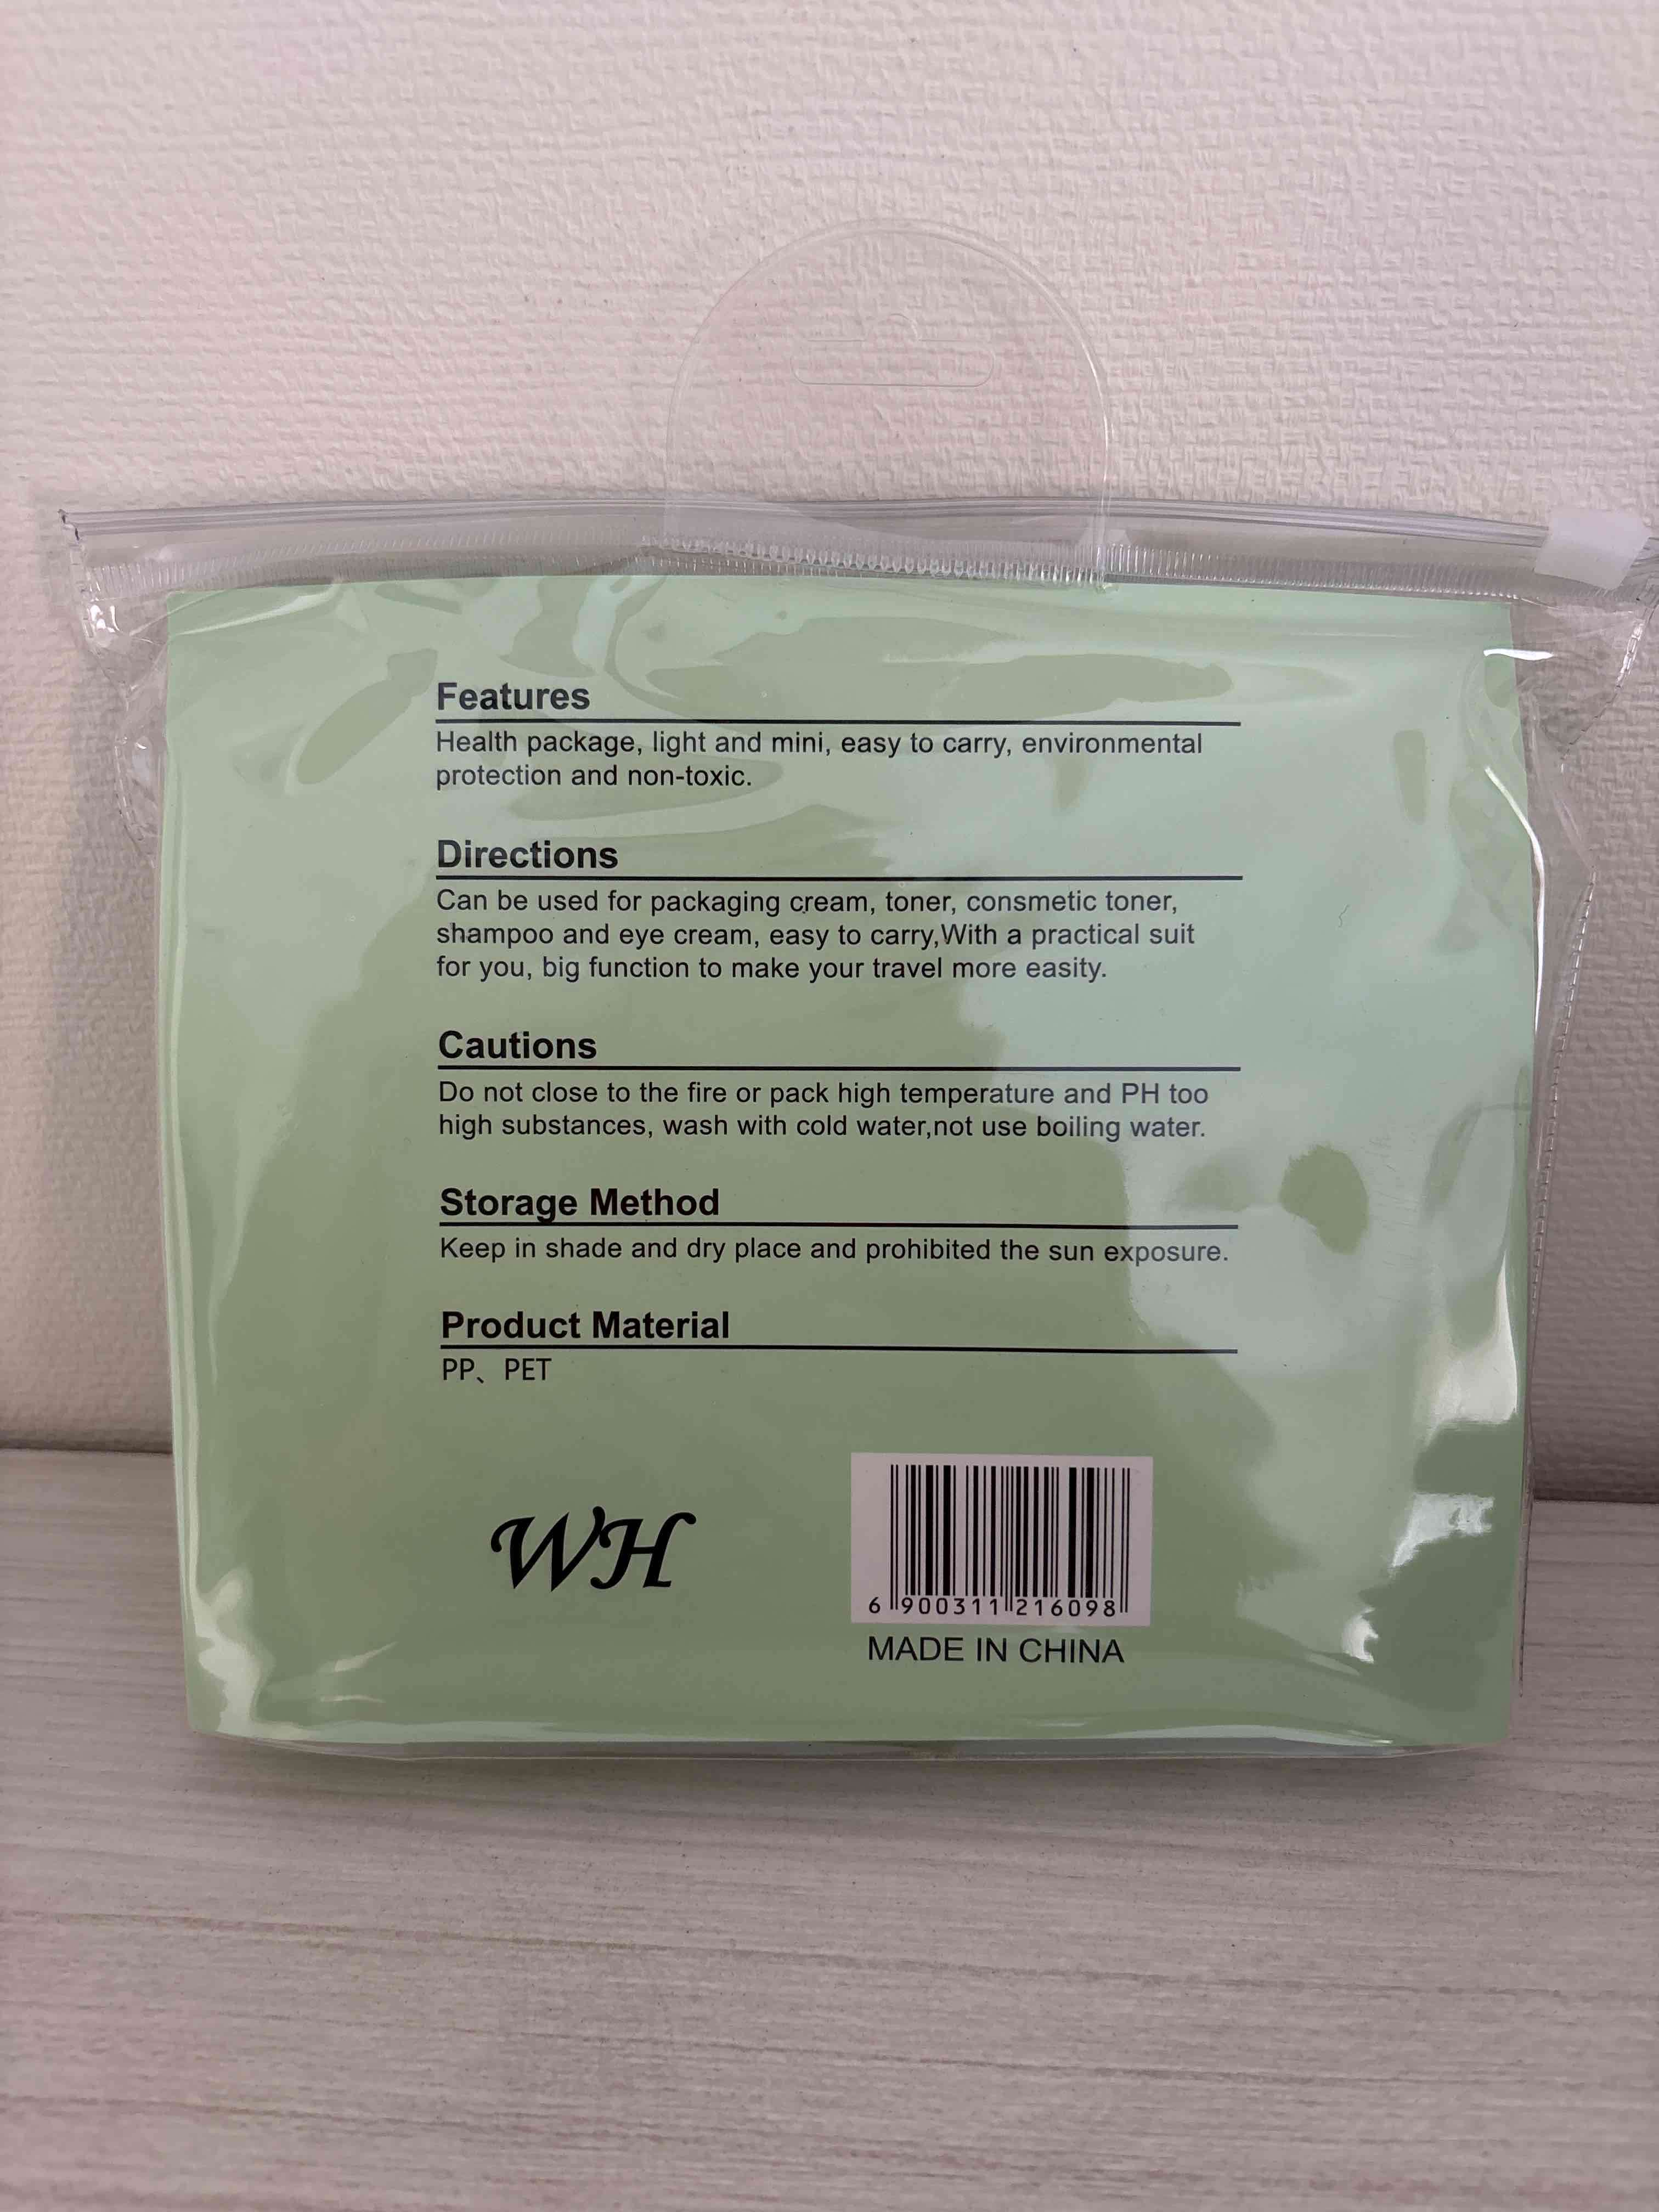 Features
Health package, light and mini, easy to carry, environmental
protection and non-toxic.
Directions
Can be used for packaging cream, toner, consmetic toner,
shampoo and eye cream, easy to carry,With a practical suit
for you, big function to make your travel more easity.
Cautions
Do not close to the fire or pack high temperature and PH too
high substances, wash with cold water,not use boiling water.
Storage Method
Keep in shade and dry place and prohibited the sun exposure.
Product Material
PP、PET
WH
6 900311 216098
MADE IN CHINA